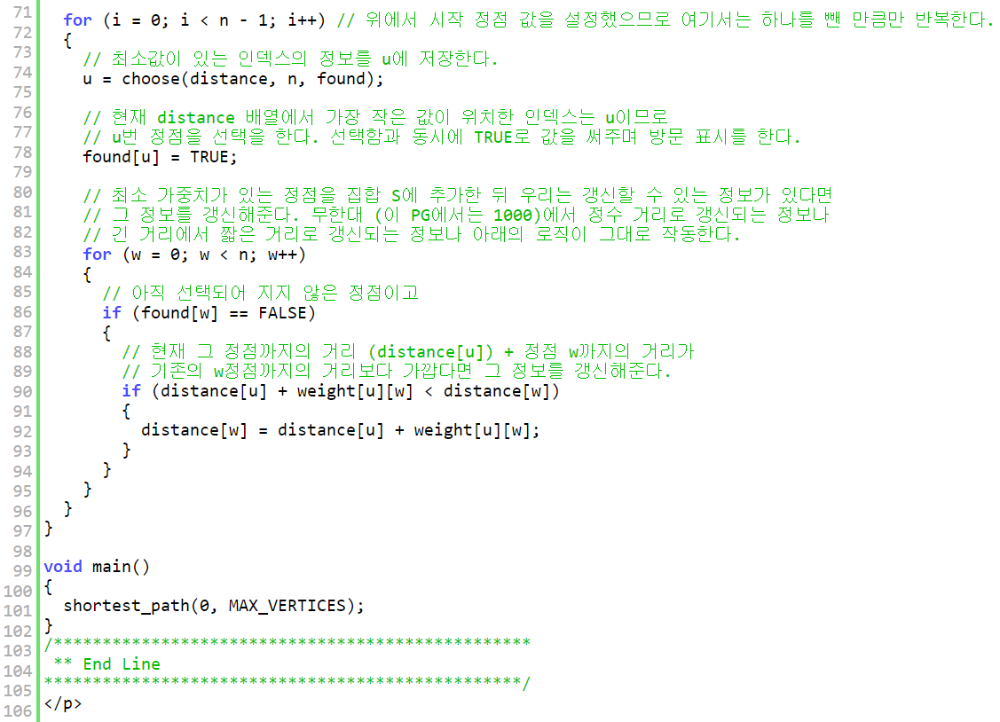 71 for (i = 0; i < n - 1; i++) // 위에서 시작 정점 값을 설정했으므로 여기서는 하나를 뺀 만큼만 반복한다.
72 {
73 // 최소값이 있는 인덱스의 정보를 u에 저장한다.
74 u = choose(distance, n, found);
75
76 // 현재 distance 배열에서 가장 작은 값이 위치한 인덱스는 u이므로
77 // u번 정점을 선택을 한다. 선택함과 동시에 TRUE로 값을 써주며 방문 표시를 한다.
78 found[u] = TRUE;
79
80 // 최소 가중치가 있는 정점을 집합 S에 추가한 뒤 우리는 갱신할 수 있는 정보가 있다면
81 // 그 정보를 갱신해준다. 무한대 (이 PG에서는 1000)에서 정수 거리로 갱신되는 정보나
82 // 긴 거리에서 짧은 거리로 갱신되는 정보나 아래의 로직이 그대로 작동한다.
83 for (w = 0; w < n; w++)
84 {
85 // 아직 선택되어 지지 않은 정점이고
86 if (found[w] == FALSE)
87 {
88 // 현재 그 정점까지의 거리 (distance[u]) + 정점 w까지의 거리가
89 // 기존의 w정점까지의 거리보다 가깝다면 그 정보를 갱신해준다.
90 if (distance[u] + weight[u][w] < distance[w])
91 {
92 distance[w] = distance[u] + weight[u][w];
93 }
94 }
95 }
96 }
97 }
98
99 void main()
100 {
101 shortest_path(0, MAX_VERTICES);
102 }
103 /*************************************************
104 ** End Line
105 *************************************************/
106 </p>